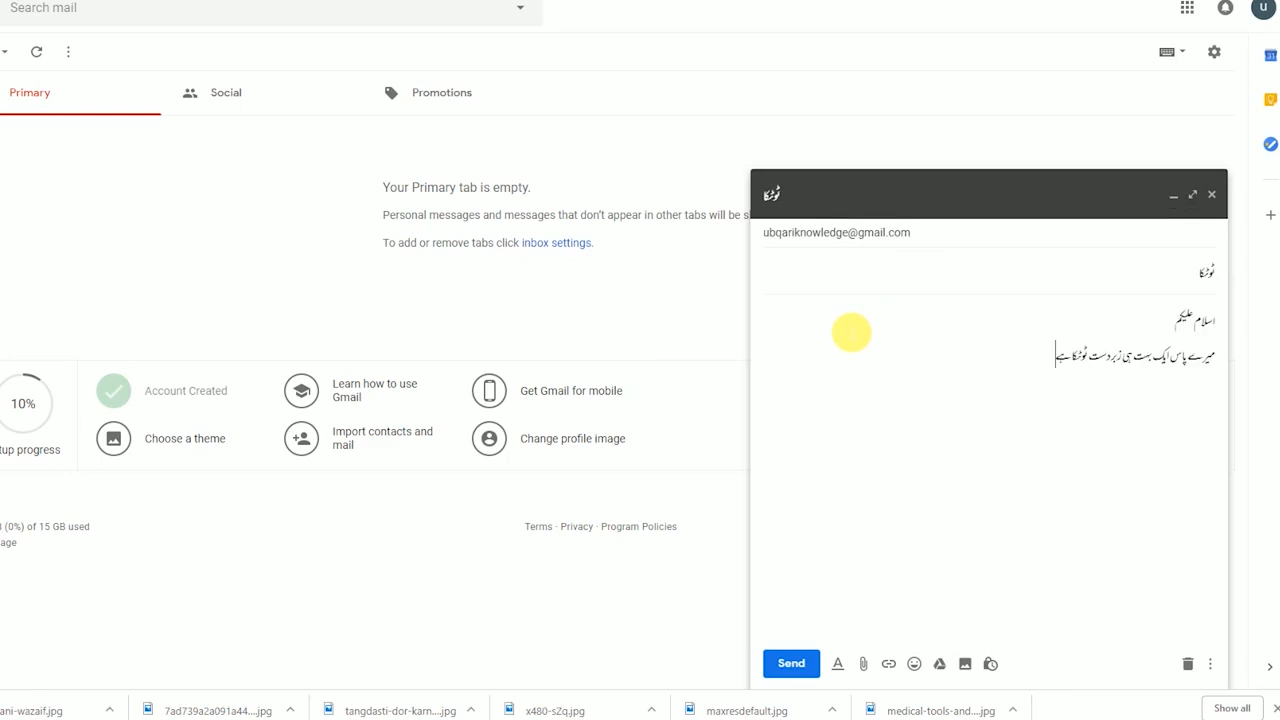 Search mail
u
Primary
Social
Promotions
31
Your Primary tab is empty.
Personal messages and messages that don't appear in other tabs will be s
To add or remove tabs click inbox settings.
ٹوٹکا
ubqariknowledge@gmail.com
ٹوٹکا
اسلام علیکم
میرے پاس ایک بہت ہی زبردست ٹوٹکا ہے
10%
tup progress
Account Created
Learn how to use Gmail
Get Gmail for mobile
Choose a theme
Import contacts and mail
Change profile image
(0%) of 15 GB used
age
Terms · Privacy · Program Policies
Send
ani-wazaif.jpg
7ad739a2a091a44....jpg
tangdasti-dor-karn....jpg
x480-sZq.jpg
maxresdefault.jpg
medical-tools-and....jpg
Show all